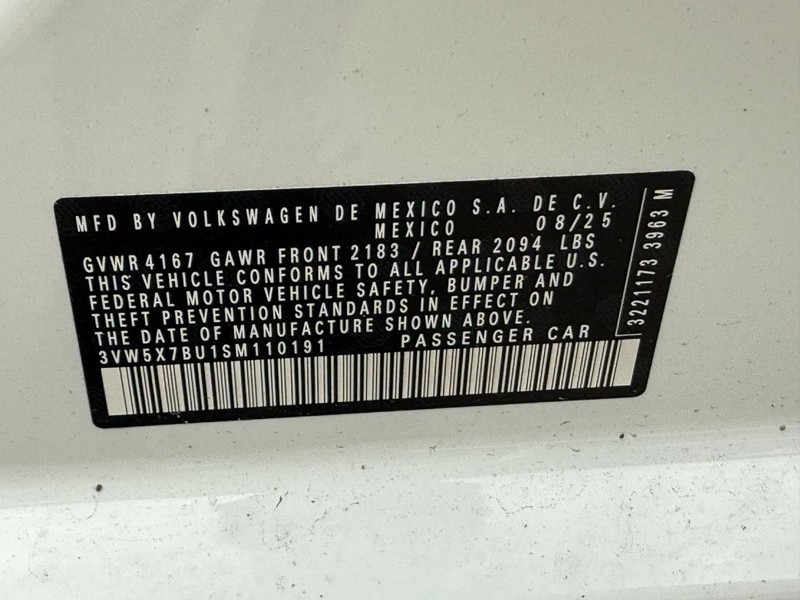 MFD BY VOLKSWAGEN DE MEXICO S.A. DE C.V.
MEXICO 08/25
GVWR 4167 GAWR FRONT 2183 / REAR 2094 LBS
THIS VEHICLE CONFORMS TO ALL APPLICABLE U.S.
FEDERAL MOTOR VEHICLE SAFETY, BUMPER AND
THEFT PREVENTION STANDARDS IN EFFECT ON
THE DATE OF MANUFACTURE SHOWN ABOVE.
3VW5X7BU1SM110191 PASSENGER CAR
3221173 3963 M